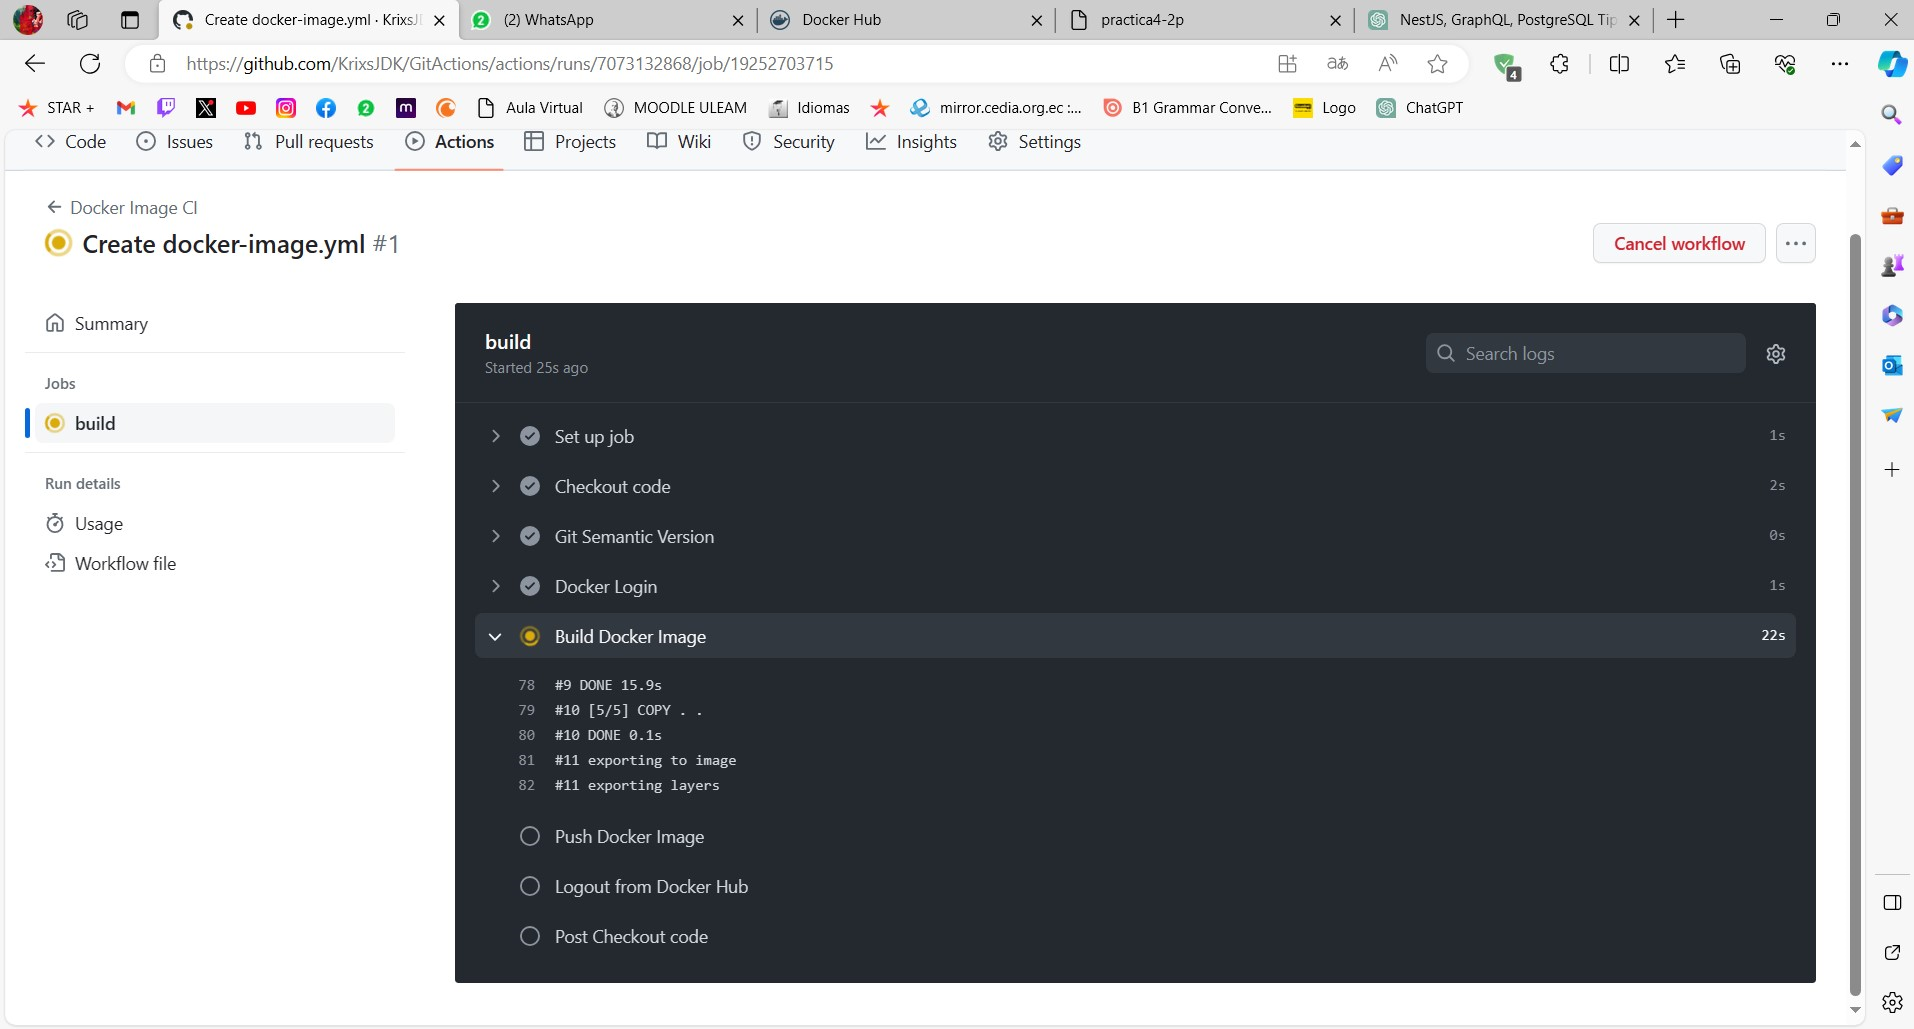 Create docker-image.yml · KrixsJ
(2) WhatsApp
Docker Hub
practica4-2p
NestJS, GraphQL, PostgreSQL Tip
https://github.com/KrixsJDK/GitActions/actions/runs/7073132868/job/19252703715
4
STAR +
Aula Virtual
MOODLE ULEAM
Idiomas
mirror.cedia.org.ec :...
B1 Grammar Conve...
Logo
ChatGPT
Code
Issues
Pull requests
Actions
Projects
Wiki
Security
Insights
Settings
Docker Image CI
Create docker-image.yml #1
Cancel workflow
Summary
Jobs
build
Run details
Usage
Workflow file
build
Started 25s ago
Search logs
Set up job 1s
Checkout code 2s
Git Semantic Version 0s
Docker Login 1s
Build Docker Image 22s
78 #9 DONE 15.9s
79 #10 [5/5] COPY . .
80 #10 DONE 0.1s
81 #11 exporting to image
82 #11 exporting layers
Push Docker Image
Logout from Docker Hub
Post Checkout code